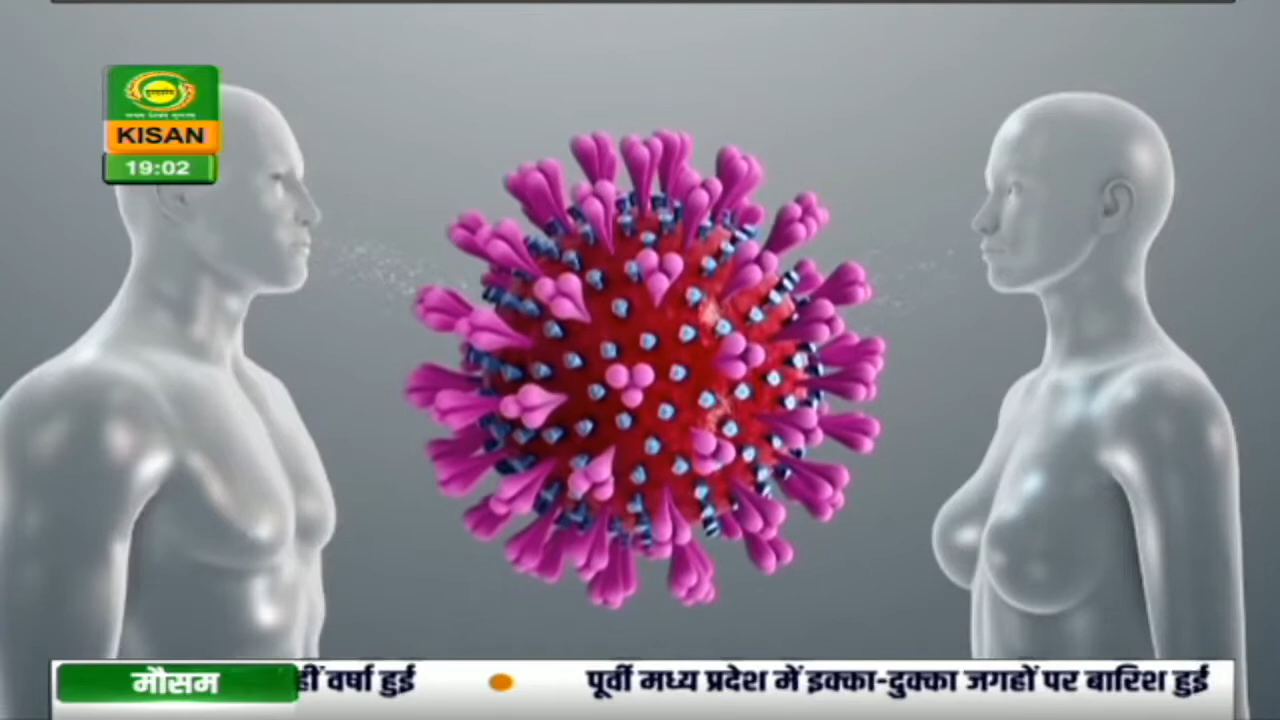 KISAN
19:02
मौसम
हीं वर्षा हुई
पूर्वी मध्य प्रदेश में इक्का-दुक्का जगहों पर बारिश हुई